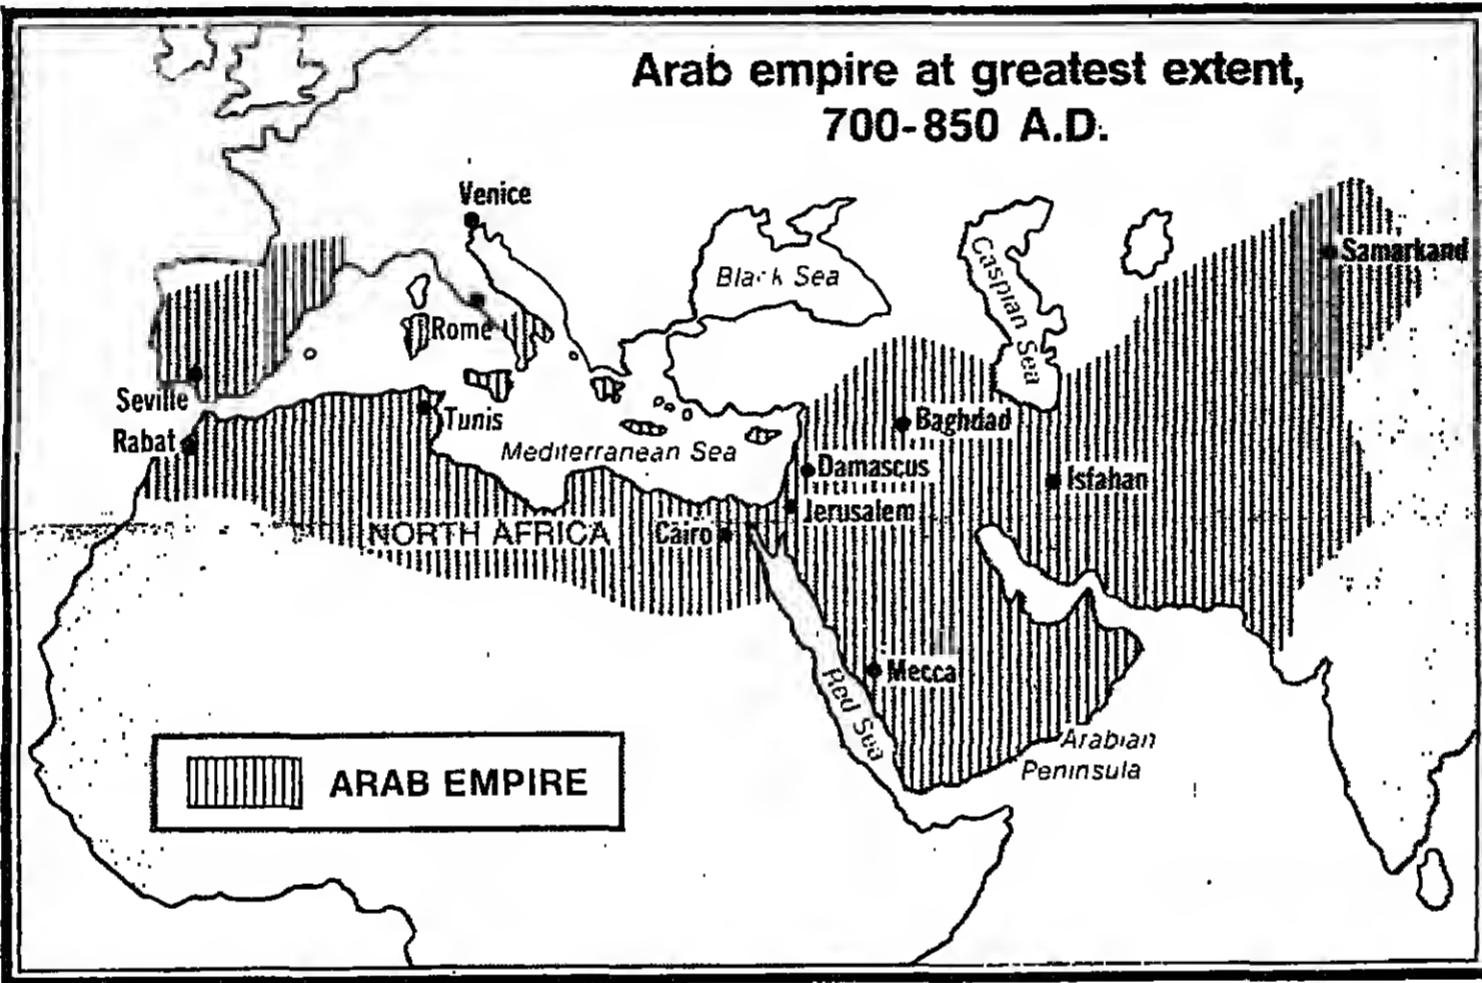 Arab empire at greatest extent,
700-850 A.D.
Venice
Black Sea
Caspian Sea
Samarkand
Rome
Seville
Tunis
Rabat
Baghdad
Mediterranean Sea
Damascus
Isfahan
Jerusalem
NORTH AFRICA
Cairo
Mecca
Red Sea
Arabian
Peninsula
ARAB EMPIRE